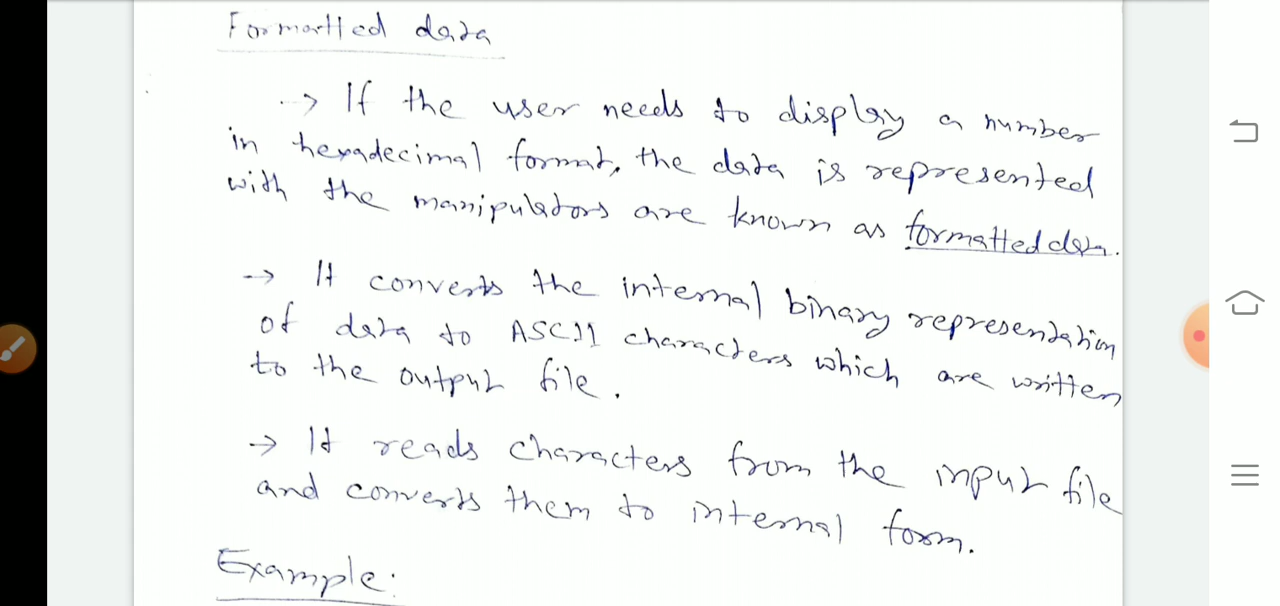 Formatted data
→ If the user needs to display a number
in hexadecimal format, the data is represented
with the manipulators are known as formatted data.
→ It converts the internal binary representation
of data to ASCII characters which are written
to the output file.
→ It reads characters from the input file
and converts them to internal form.
Example: